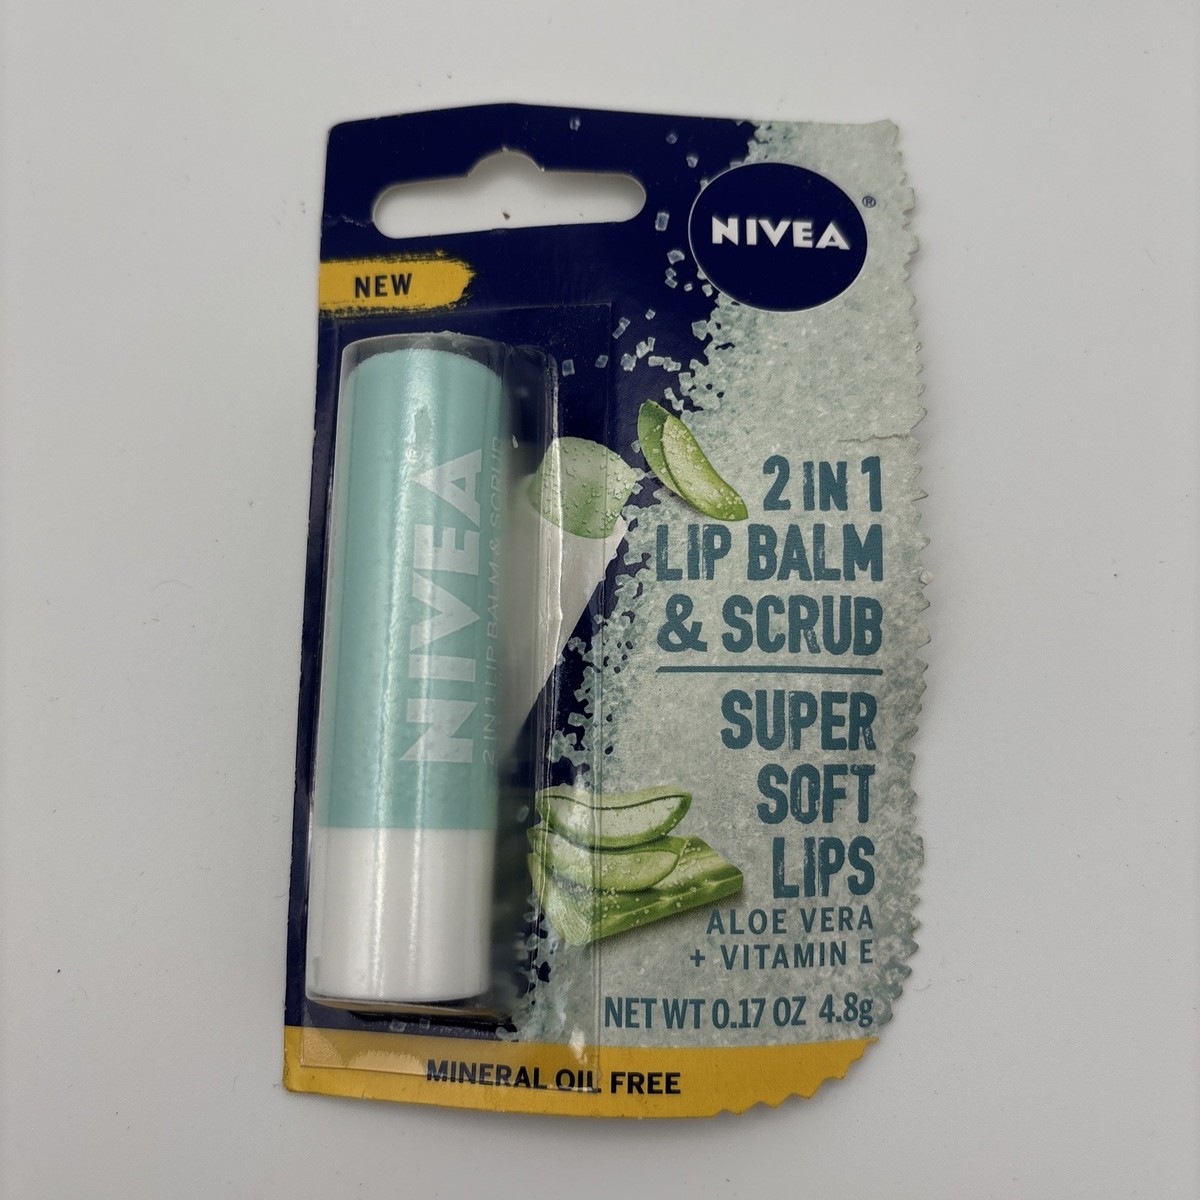 NIVEA®
NEW
NIVEA®
2 IN 1 LIP BALM & SCRUB
2 IN 1
LIP BALM
& SCRUB
SUPER
SOFT
LIPS
ALOE VERA
+ VITAMIN E
NET WT 0.17 OZ 4.8g
MINERAL OIL FREE